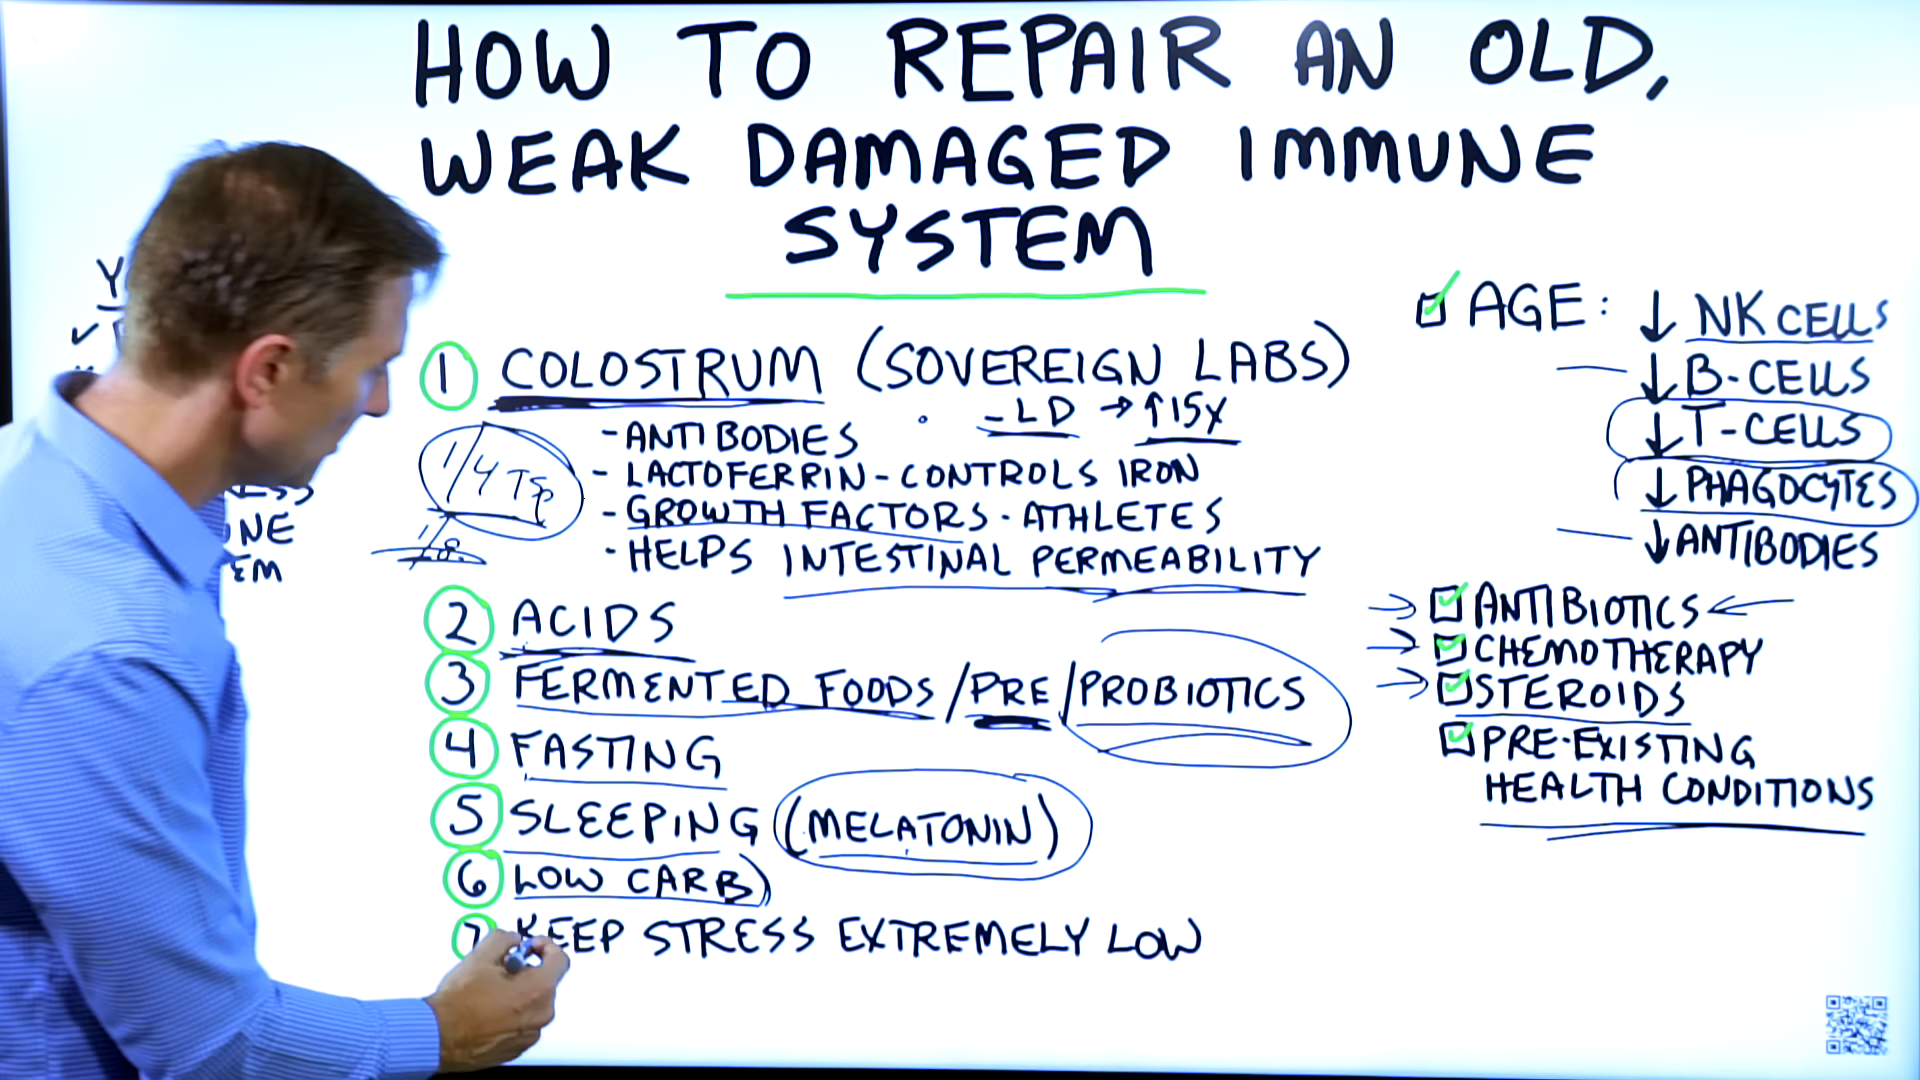 HOW TO REPAIR AN OLD,
WEAK DAMAGED IMMUNE
SYSTEM
① COLOSTRUM (SOVEREIGN LABS)
- LD → ↑ 15X
1/4 Tsp
1/8
- ANTIBODIES
- LACTOFERRIN - CONTROLS IRON
- GROWTH FACTORS - ATHLETES
- HELPS INTESTINAL PERMEABILITY
② ACIDS
③ FERMENTED FOODS / PRE / PROBIOTICS
④ FASTING
⑤ SLEEPING (MELATONIN)
⑥ LOW CARB
⑦ KEEP STRESS EXTREMELY LOW
☑ AGE: ↓ NK CELLS
↓ B-CELLS
↓ T-CELLS
↓ PHAGOCYTES
↓ ANTIBODIES
→ ☑ ANTIBIOTICS ←
→ ☑ CHEMOTHERAPY
→ ☑ STEROIDS
☑ PRE-EXISTING
HEALTH CONDITIONS